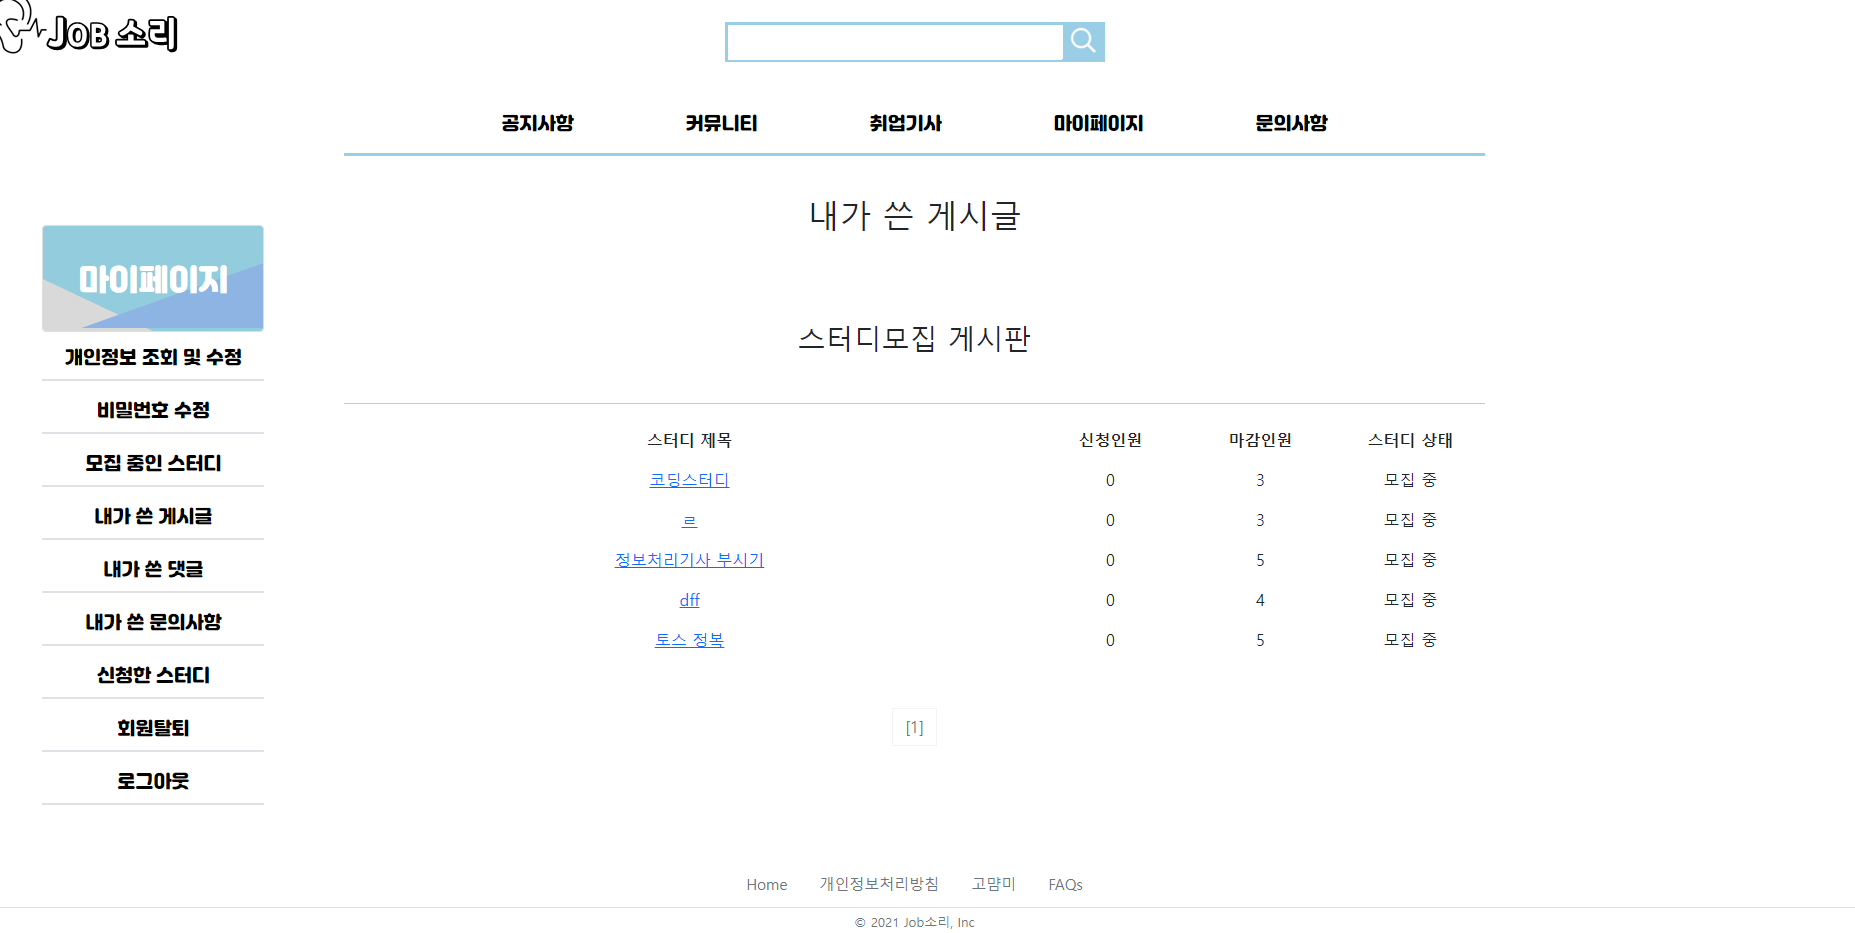 JOB 소리
공지사항 커뮤니티 취업기사 마이페이지 문의사항
내가 쓴 게시글
마이페이지
개인정보 조회 및 수정
비밀번호 수정
모집 중인 스터디
내가 쓴 게시글
내가 쓴 댓글
내가 쓴 문의사항
신청한 스터디
회원탈퇴
로그아웃
스터디모집 게시판
스터디 제목 신청인원 마감인원 스터디 상태
코딩스터디 0 3 모집 중
ㄹ 0 3 모집 중
정보처리기사 부시기 0 5 모집 중
dff 0 4 모집 중
토스 정복 0 5 모집 중
[1]
Home 개인정보처리방침 고먐미 FAQs
© 2021 Job소리, Inc